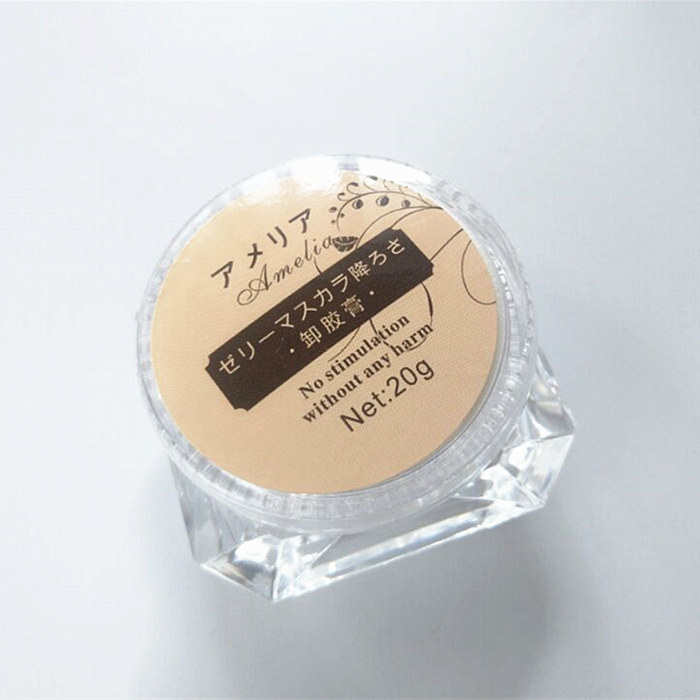 アメリア
Amelia
ゼリーマスカラ降ろさ
·卸胶膏·
No stimulation
without any harm
Net:20g